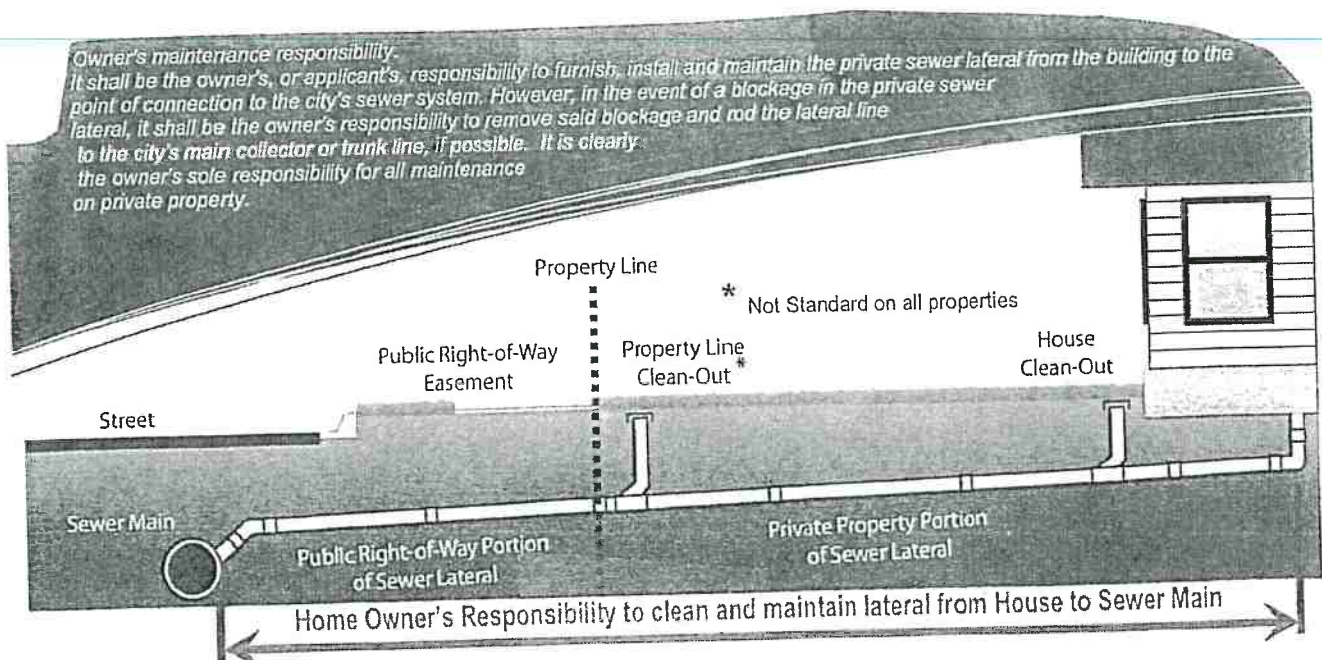 Owner's maintenance responsibility.
It shall be the owner's, or applicant's, responsibility to furnish, install and maintain the private sewer lateral from the building to the
point of connection to the city's sewer system. However, in the event of a blockage in the private sewer
lateral, it shall be the owner's responsibility to remove said blockage and rod the lateral line
to the city's main collector or trunk line, if possible. It is clearly
the owner's sole responsibility for all maintenance
on private property.
Property Line
* Not Standard on all properties
Public Right-of-Way
Easement
Property Line
Clean-Out *
House
Clean-Out
Street
Sewer Main
Public Right-of-Way Portion
of Sewer Lateral
Private Property Portion
of Sewer Lateral
Home Owner's Responsibility to clean and maintain lateral from House to Sewer Main